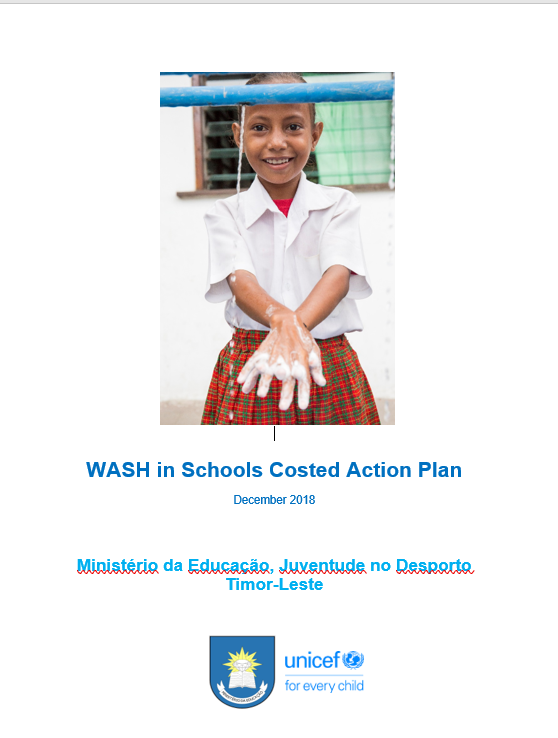 WASH in Schools Costed Action Plan
December 2018
Ministério da Educação, Juventude no Desporto
Timor-Leste
unicef
for every child